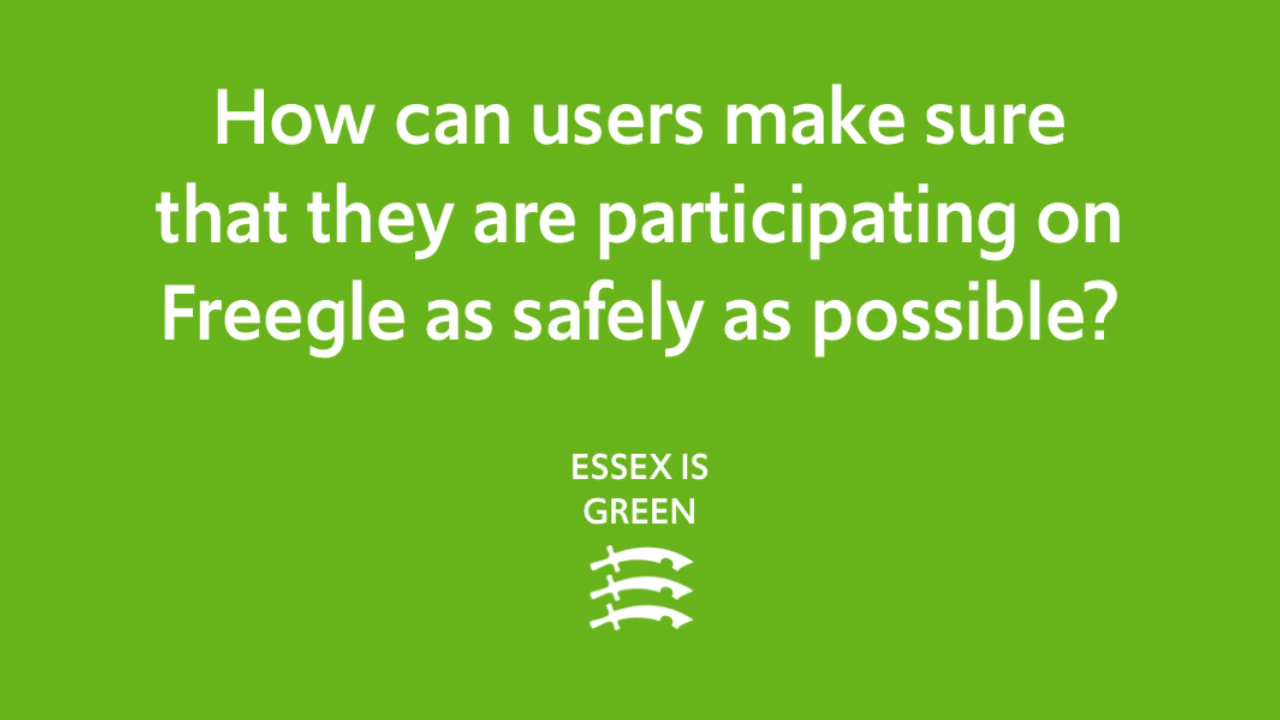 How can users make sure
that they are participating on
Freegle as safely as possible?
ESSEX IS
GREEN